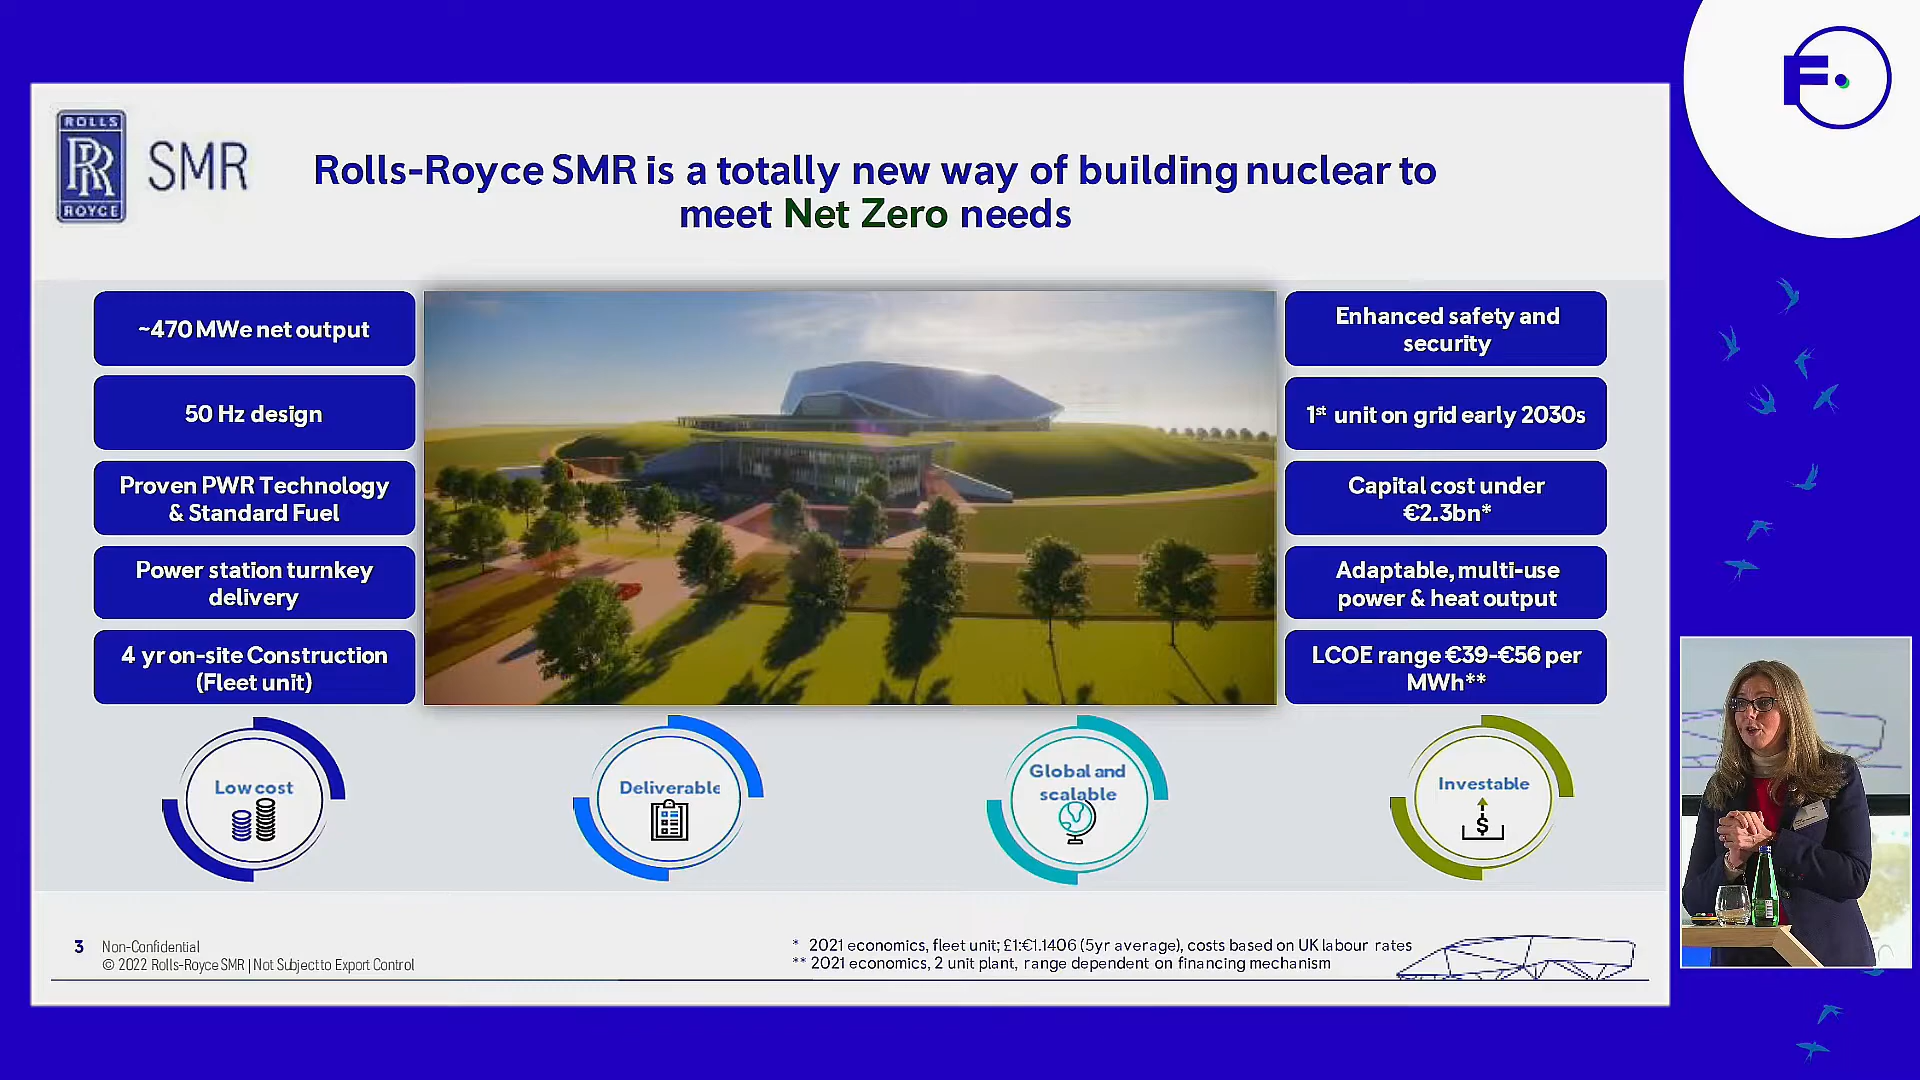 F.
ROLLS
RR
ROYCE
SMR
Rolls-Royce SMR is a totally new way of building nuclear to
meet Net Zero needs
~470 MWe net output
50 Hz design
Proven PWR Technology
& Standard Fuel
Power station turnkey
delivery
4 yr on-site Construction
(Fleet unit)
Enhanced safety and
security
1st unit on grid early 2030s
Capital cost under
€2.3bn*
Adaptable, multi-use
power & heat output
LCOE range €39-€56 per
MWh**
Low cost
Deliverable
Global and
scalable
Investable
$
3
Non-Confidential
© 2022 Rolls-Royce SMR | Not Subject to Export Control
* 2021 economics, fleet unit; £1:€1.1406 (5yr average), costs based on UK labour rates
** 2021 economics, 2 unit plant, range dependent on financing mechanism